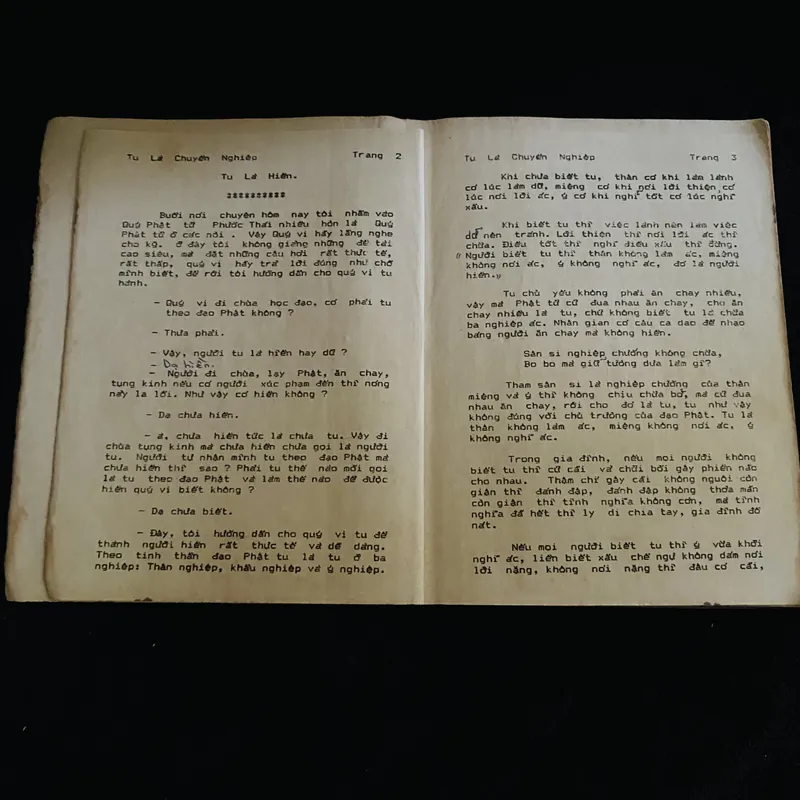 Tu Là Chuyển Nghiệp Trang 2
Tu Là Hiền.
**********
Buổi nói chuyện hôm nay tôi nhắm vào
Quý Phật tử Phước Thái nhiều hơn là Quý
Phật tử ở các nơi . Vậy Quý vị hãy lắng nghe
cho kỹ. Ở đây tôi không giảng những đề tài
cao siêu, mà đặt những câu hỏi rất thực tế,
rất thấp, quý vị hãy trả lời đúng như chỗ
mình biết, để rồi tôi hướng dẫn cho quý vị tu
hành.
- Quý vị đi chùa học đạo, có phải tu
theo đạo Phật không ?
- Thưa phải.
- Vậy, người tu là hiền hay dữ ?
- Dạ hiền.
- Người đi chùa, lạy Phật, ăn chay,
tụng kinh nếu có người xúc phạm đến thì nóng
nảy la lối. Như vậy có hiền không ?
- Dạ chưa hiền.
- À, chưa hiền tức là chưa tu. Vậy đi
chùa tụng kinh mà chưa hiền chưa gọi là người
tu. Người tự nhận mình tu theo đạo Phật mà
chưa hiền thì sao ? Phải tu thế nào mới gọi
là tu theo đạo Phật và làm thế nào để được
hiền quý vị biết không ?
- Dạ chưa biết.
- Đây, tôi hướng dẫn cho quý vị tu để
thành người hiền rất thực tế và dễ dàng.
Theo tinh thần đạo Phật tu là tu ở ba
nghiệp: Thân nghiệp, khẩu nghiệp và ý nghiệp.
Tu Là Chuyển Nghiệp Trang 3
Khi chưa biết tu, thân có khi làm lành
có lúc làm dữ, miệng có khi nói lời thiện có
lúc nói lời ác, ý có khi nghĩ tốt có lúc nghĩ
xấu.
Khi biết tu thì việc lành nên làm việc
dữ nên tránh. Lời thiện thì nói lời ác thì
chừa. Điều tốt thì nghĩ điều xấu thì đừng.
"Người biết tu thì thân không làm ác, miệng
không nói ác, ý không nghĩ ác, đó là người
hiền."
Tu chủ yếu không phải ăn chay nhiều,
vậy mà Phật tử cứ đua nhau ăn chay, cho ăn
chay nhiều là tu, chứ không biết tu là chừa
ba nghiệp ác. Nhân gian có câu ca dao để nhạo
báng người ăn chay mà không hiền.
Sân si nghiệp chướng không chừa,
Bo bo mà giữ tương dưa làm gì?
Tham sân si là nghiệp chướng của thân
miệng và ý thì không chịu chừa bỏ, mà cứ đua
nhau ăn chay, rồi cho đó là tu, tu như vậy
không đúng với chủ trương của đạo Phật. Tu là
thân không làm ác, miệng không nói ác, ý
không nghĩ ác.
Trong gia đình, nếu mọi người không
biết tu thì cứ cãi và chửi bới gây phiền não
cho nhau. Thậm chí gây cãi không nguôi cơn
giận thì đánh đập, đánh đập không thỏa mãn
cơn giận thì tình nghĩa không còn, mà tình
nghĩa đã hết thì ly dị chia tay, gia đình đổ
nát.
Nếu mọi người biết tu thì ý vừa khởi
nghĩ ác, liền biết xấu chế ngự không dám nói
lời nặng, không nói nặng thì đâu có cãi,